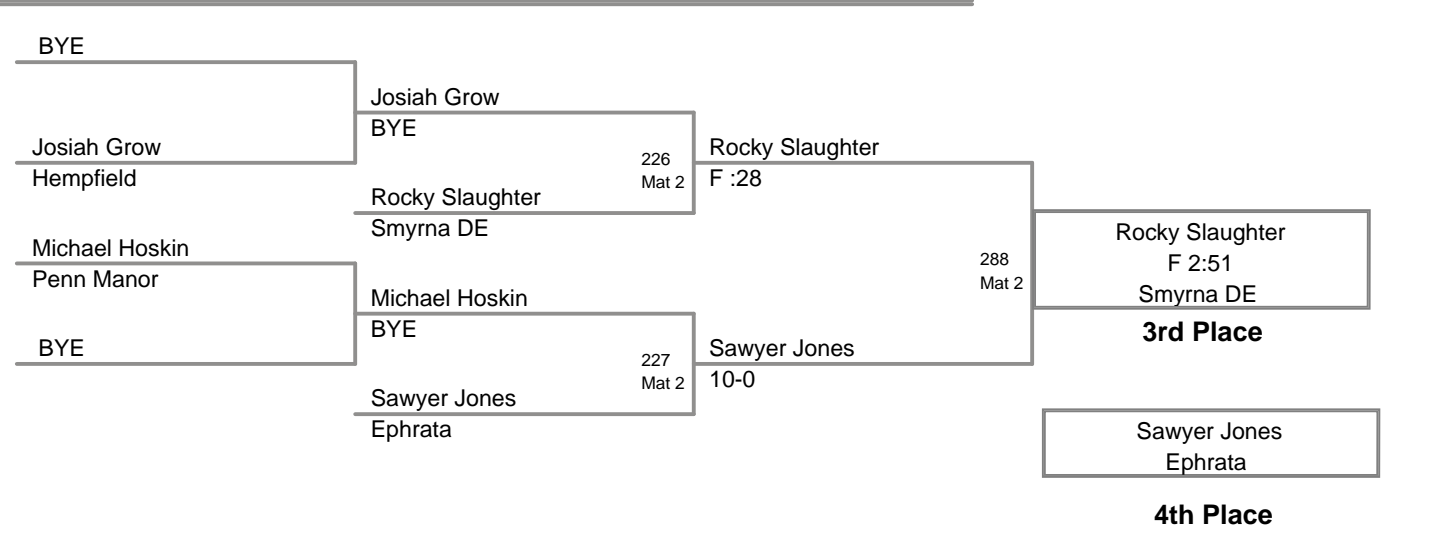 BYE
Josiah Grow
BYE
Josiah Grow
Hempfield
226
Mat 2
Rocky Slaughter
F :28
Rocky Slaughter
Smyrna DE
Michael Hoskin
Penn Manor
288
Mat 2
Rocky Slaughter
F 2:51
Smyrna DE
3rd Place
Michael Hoskin
BYE
BYE
227
Mat 2
Sawyer Jones
10-0
Sawyer Jones
Ephrata
Sawyer Jones
Ephrata
4th Place